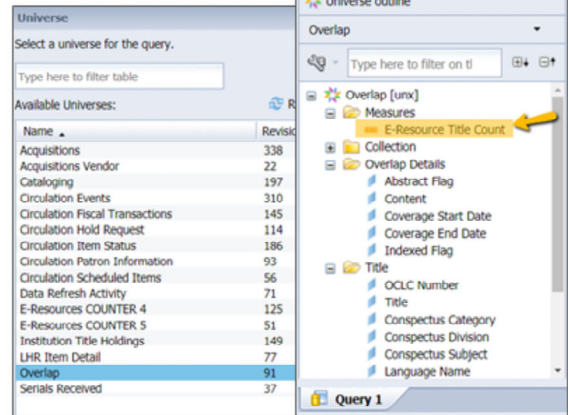 Universe
Select a universe for the query.
Type here to filter table
Available Universes:
R
Name Revisic
Acquisitions 338
Acquisitions Vendor 22
Cataloging 197
Circulation Events 310
Circulation Fiscal Transactions 145
Circulation Hold Request 114
Circulation Item Status 186
Circulation Patron Information 93
Circulation Scheduled Items 56
Data Refresh Activity 71
E-Resources COUNTER 4 125
E-Resources COUNTER 5 51
Institution Title Holdings 149
LHR Item Detail 77
Overlap 91
Serials Received 37
Universe outline
Overlap
Type here to filter on tl
Overlap [unx]
Measures
E-Resource Title Count
Collection
Overlap Details
Abstract Flag
Content
Coverage Start Date
Coverage End Date
Indexed Flag
Title
OCLC Number
Title
Conspectus Category
Conspectus Division
Conspectus Subject
Language Name
Query 1